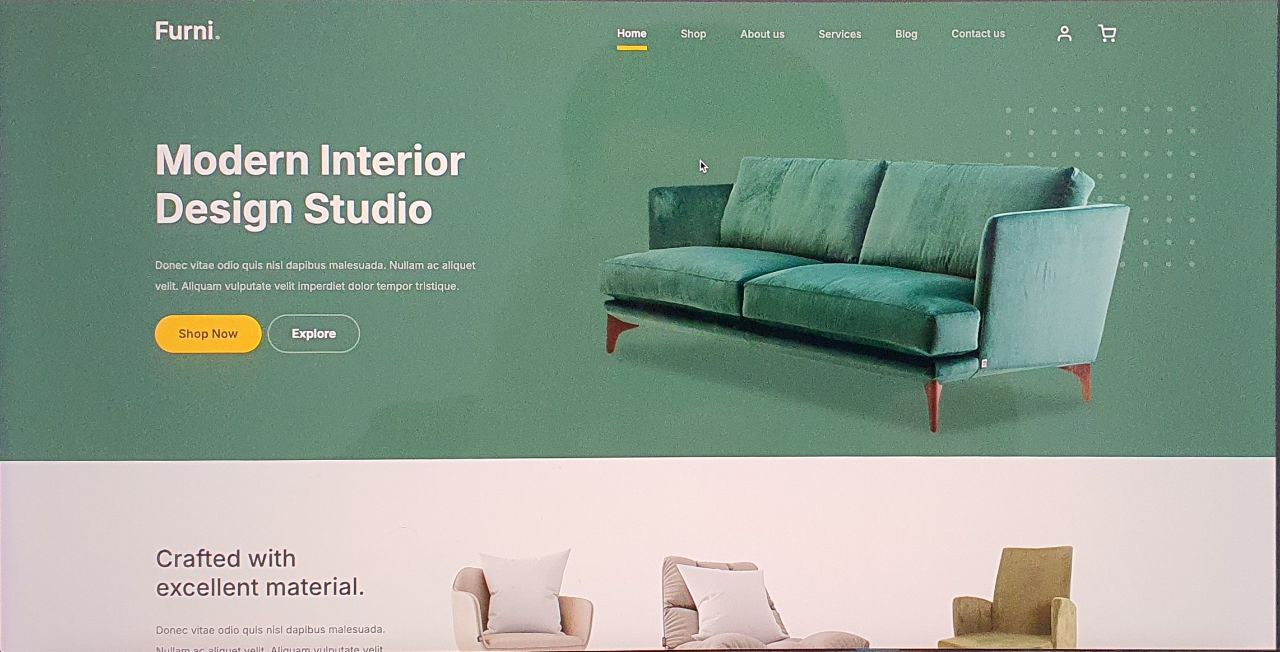 Furni.
Home
Shop
About us
Services
Blog
Contact us
Modern Interior
Design Studio
Donec vitae odio quis nisl dapibus malesuada. Nullam ac aliquet
velit. Aliquam vulputate velit imperdiet dolor tempor tristique.
Shop Now
Explore
Crafted with
excellent material.
Donec vitae odio quis nisl dapibus malesuada.
Nullam ac aliquet velit. Aliquam vulputate velit